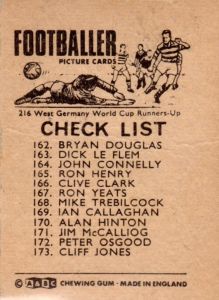 FOOTBALLER
PICTURE CARDS
216 West Germany World Cup Runners-Up
CHECK LIST
162. BRYAN DOUGLAS
163. DICK LE FLEM
164. JOHN CONNELLY
165. RON HENRY
166. CLIVE CLARK
167. RON YEATS
168. MIKE TREBILCOCK
169. IAN CALLAGHAN
170. ALAN HINTON
171. JIM McCALLIOG
172. PETER OSGOOD
173. CLIFF JONES
© A&BC CHEWING GUM - MADE IN ENGLAND